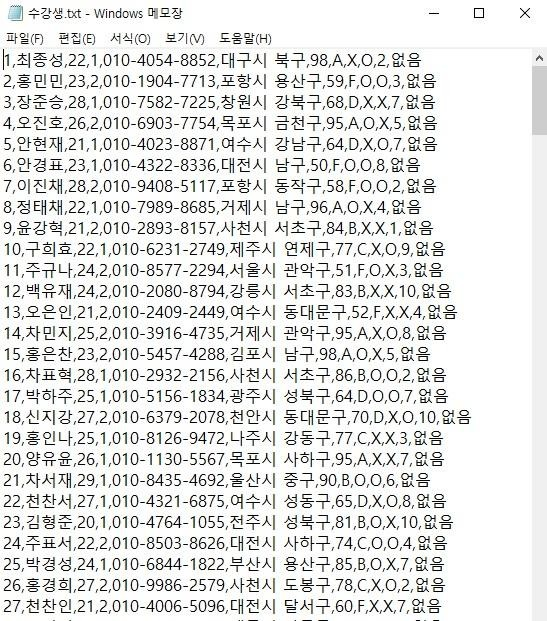 수강생.txt - Windows 메모장
파일(F) 편집(E) 서식(O) 보기(V) 도움말(H)
1,최종성,22,1,010-4054-8852,대구시 북구,98,A,X,O,2,없음
2,홍민민,23,2,010-1904-7713,포항시 용산구,59,F,O,O,3,없음
3,장준승,28,1,010-7582-7225,창원시 강북구,68,D,X,X,7,없음
4,오진호,26,2,010-6903-7754,목포시 금천구,95,A,O,X,5,없음
5,안현재,21,1,010-4023-8871,여수시 강남구,64,D,X,O,7,없음
6,안경표,23,1,010-4322-8336,대전시 남구,50,F,O,O,8,없음
7,이진채,28,2,010-9408-5117,포항시 동작구,58,F,O,O,2,없음
8,정태채,22,1,010-7989-8685,거제시 남구,96,A,O,X,4,없음
9,윤강혁,21,2,010-2893-8157,사천시 서초구,84,B,X,X,1,없음
10,구희효,22,1,010-6231-2749,제주시 연제구,77,C,X,O,9,없음
11,주규나,24,2,010-8577-2294,서울시 관악구,51,F,O,X,3,없음
12,백유재,24,2,010-2080-8794,강릉시 서초구,83,B,X,X,10,없음
13,오은인,21,2,010-2409-2449,여수시 동대문구,52,F,X,X,4,없음
14,차민지,25,2,010-3916-4735,거제시 관악구,95,A,X,O,8,없음
15,홍은찬,23,2,010-5457-4288,김포시 남구,98,A,O,X,5,없음
16,차표혁,28,1,010-2932-2156,사천시 서초구,86,B,O,O,2,없음
17,박하주,25,1,010-5156-1834,광주시 성북구,64,D,O,O,7,없음
18,신지강,27,2,010-6379-2078,천안시 동대문구,70,D,X,O,10,없음
19,홍인나,25,1,010-8126-9472,나주시 강동구,77,C,X,X,3,없음
20,양유윤,26,1,010-1130-5567,목포시 사하구,95,A,X,X,7,없음
21,차서재,29,1,010-8435-4692,울산시 중구,90,B,O,O,6,없음
22,천찬서,27,1,010-4321-6875,여수시 성동구,65,D,X,O,8,없음
23,김형준,20,1,010-4764-1055,전주시 성북구,81,B,O,X,10,없음
24,주표서,22,2,010-8503-8626,대전시 사하구,74,C,O,O,4,없음
25,박경성,24,1,010-6844-1822,부산시 용산구,85,B,O,X,7,없음
26,홍경희,27,2,010-9986-2579,사천시 도봉구,78,C,X,O,2,없음
27,천찬인,21,2,010-4006-5096,대전시 달서구,60,F,X,X,7,없음